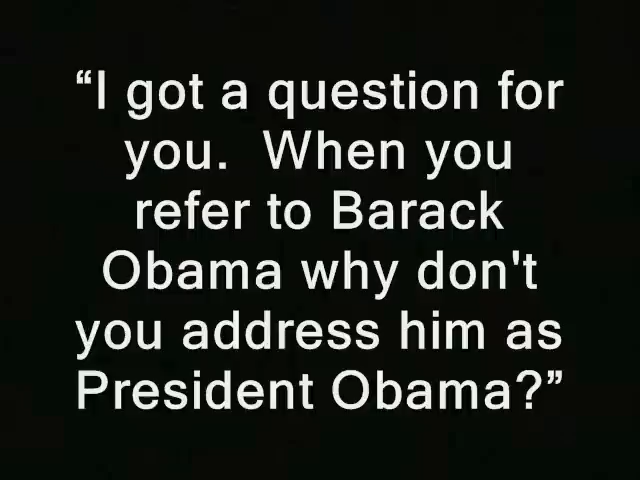 “I got a question for
you.  When you
refer to Barack
Obama why don't
you address him as
President Obama?”